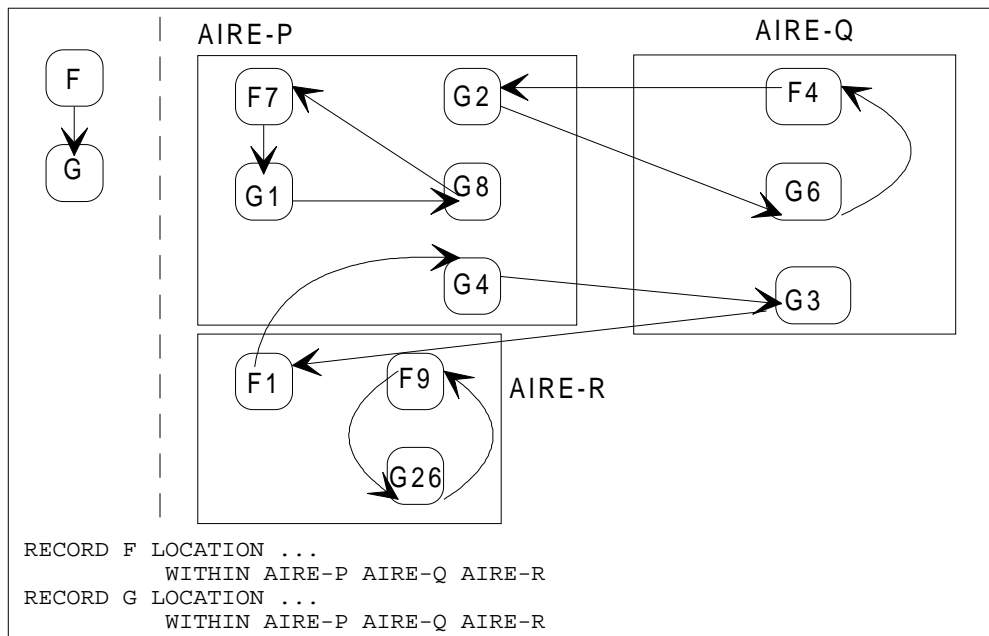 AIRE-P
AIRE-Q
F
G
F7
G2
F4
G1
G8
G6
G4
G3
F1
F9
AIRE-R
G26
RECORD F LOCATION ...
WITHIN AIRE-P AIRE-Q AIRE-R
RECORD G LOCATION ...
WITHIN AIRE-P AIRE-Q AIRE-R